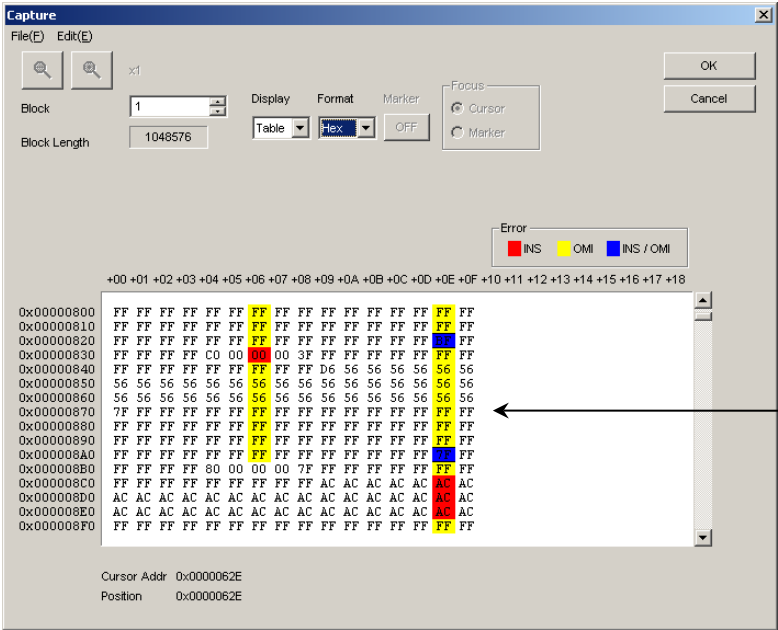 Capture
File(F) Edit(E)
x1
OK
Cancel
Block
1
Display
Format
Marker
Focus
Cursor
Marker
Table
Hex
OFF
Block Length
1048576
Error
INS
OMI
INS / OMI
+00 +01 +02 +03 +04 +05 +06 +07 +08 +09 +0A +0B +0C +0D +0E +0F +10 +11 +12 +13 +14 +15 +16 +17 +18
0x00000800 FF FF FF FF FF FF FF FF FF FF FF FF FF FF FF FF
0x00000810 FF FF FF FF FF FF FF FF FF FF FF FF FF FF FF FF
0x00000820 FF FF FF FF FF FF FF FF FF FF FF FF FF FF BF FF
0x00000830 FF FF FF FF C0 00 00 00 3F FF FF FF FF FF FF FF
0x00000840 FF FF FF FF FF FF FF FF FF D6 56 56 56 56 56 56
0x00000850 56 56 56 56 56 56 56 56 56 56 56 56 56 56 56 56
0x00000860 56 56 56 56 56 56 56 56 56 56 56 56 56 56 56 56
0x00000870 7F FF FF FF FF FF FF FF FF FF FF FF FF FF FF FF
0x00000880 FF FF FF FF FF FF FF FF FF FF FF FF FF FF FF FF
0x00000890 FF FF FF FF FF FF FF FF FF FF FF FF FF FF FF FF
0x000008A0 FF FF FF FF FF FF FF FF FF FF FF FF FF FF 7F FF
0x000008B0 FF FF FF FF 80 00 00 00 7F FF FF FF FF FF FF FF
0x000008C0 FF FF FF FF FF FF FF FF FF AC AC AC AC AC AC AC
0x000008D0 AC AC AC AC AC AC AC AC AC AC AC AC AC AC AC AC
0x000008E0 AC AC AC AC AC AC AC AC AC AC AC AC AC AC AC AC
0x000008F0 FF FF FF FF FF FF FF FF FF FF FF FF FF FF FF FF
Cursor Addr 0x0000062E
Position 0x0000062E